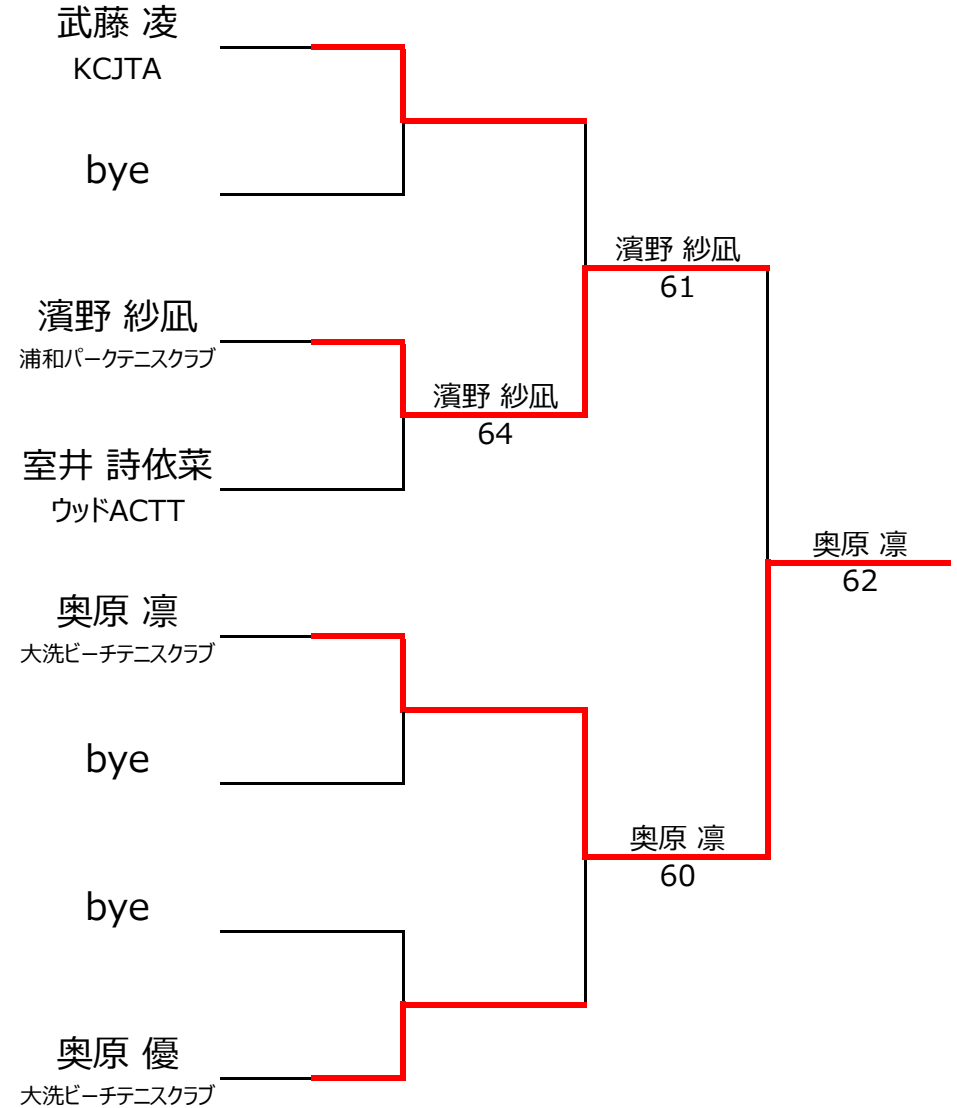 武藤 凌
KCJTA
bye
濱野 紗凪
61
濱野 紗凪
浦和パークテニスクラブ
濱野 紗凪
64
室井 詩依菜
ウッドACTT
奥原 凛
62
奥原 凛
大洗ビーチテニスクラブ
bye
奥原 凛
60
bye
奥原 優
大洗ビーチテニスクラブ